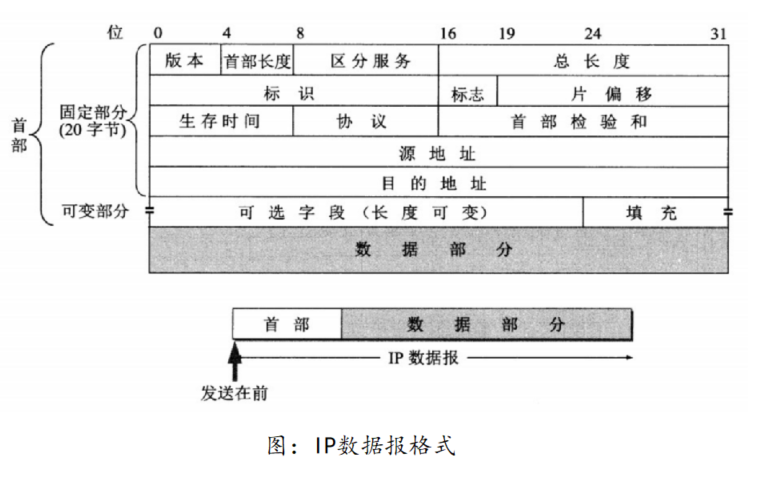 位 0 4 8 16 19 24 31
版本 首部长度 区分服务 总长度
标识 标志 片偏移
固定部分
(20 字节)
首部
生存时间 协议 首部检验和
源地址
目的地址
可变部分 可选字段（长度可变） 填充
数据部分
首部 数据部分
IP 数据报
发送在前
图：IP数据报格式